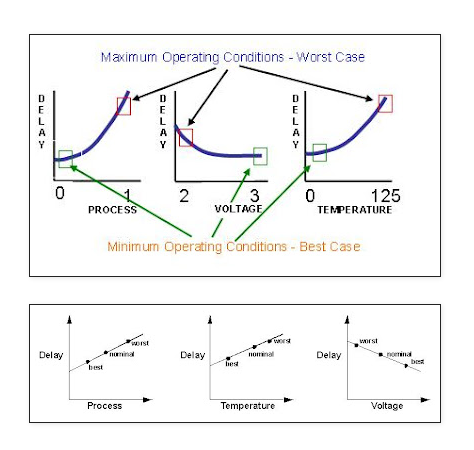 Maximum Operating Conditions - Worst Case
DELAY
DELAY
DELAY
0 1
2 3
0 125
PROCESS
VOLTAGE
TEMPERATURE
Minimum Operating Conditions - Best Case
Delay
worst
nominal
best
Process
Delay
worst
nominal
best
Temperature
Delay
worst
nominal
best
Voltage